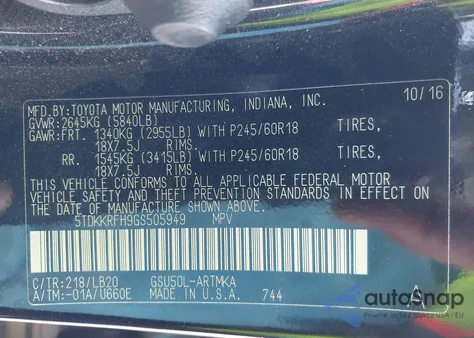 MFD.BY:TOYOTA MOTOR MANUFACTURING, INDIANA, INC. 10/16
GVWR:2645KG (5840LB)
GAWR:FRT. 1340KG (2955LB) WITH P245/60R18 TIRES,
18X7.5J RIMS.
RR. 1545KG (3415LB) WITH P245/60R18 TIRES,
18X7.5J RIMS.
THIS VEHICLE CONFORMS TO ALL APPLICABLE FEDERAL MOTOR
VEHICLE SAFETY AND THEFT PREVENTION STANDARDS IN EFFECT
ON THE DATE OF MANUFACTURE SHOWN ABOVE.
5TDKKRFH9GS505949 MPV
C/TR:218/LB20 GSU50L-ARTMKA
A/TM:-01A/U660E MADE IN U.S.A. 744 A
autoSnap